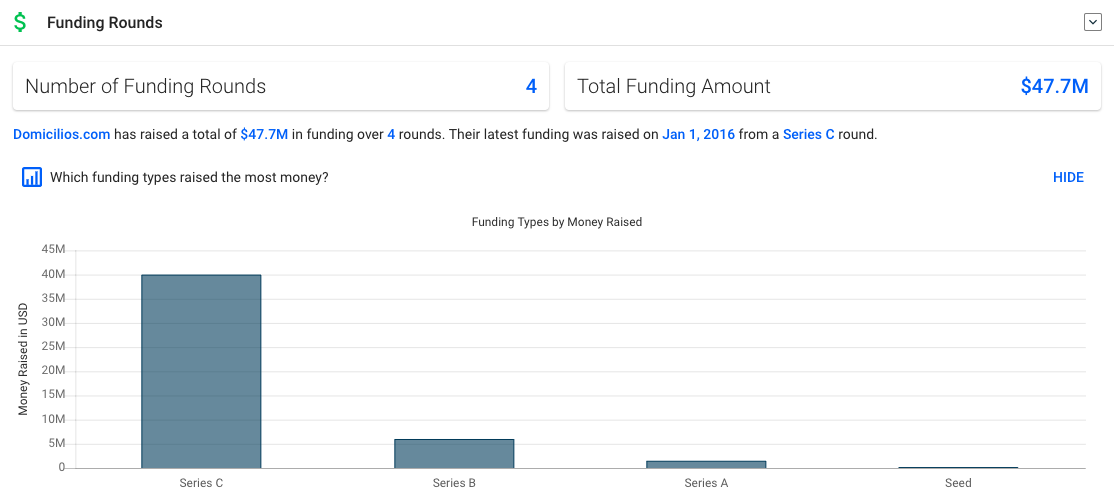 Funding Rounds
Number of Funding Rounds 4
Total Funding Amount $47.7M
Domicilios.com has raised a total of $47.7M in funding over 4 rounds. Their latest funding was raised on Jan 1, 2016 from a Series C round.
Which funding types raised the most money? HIDE
Funding Types by Money Raised
Money Raised in USD
45M
40M
35M
30M
25M
20M
15M
10M
5M
0
Series C Series B Series A Seed